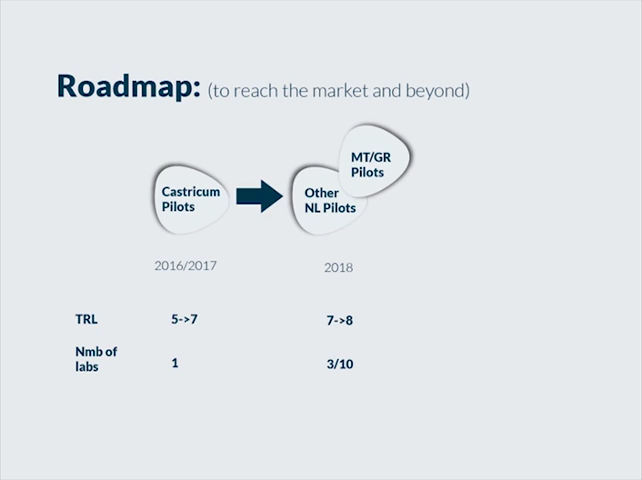 Roadmap: (to reach the market and beyond)
MT/GR
Pilots
Castricum
Pilots
Other
NL Pilots
2016/2017
2018
TRL
5->7
7->8
Nmb of
labs
1
3/10